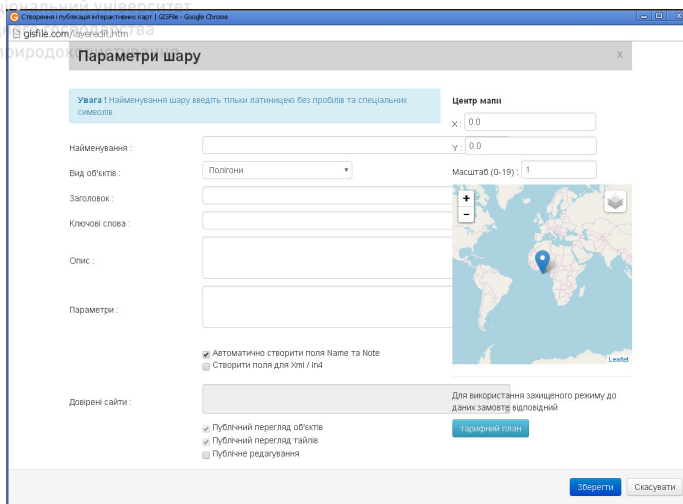 Створення і публікація інтерактивних карт | GISFile - Google Chrome
gisfile.com/layeredit.htm
Параметри шару
x
Увага ! Найменування шару введіть тільки латиницею без пробілів та спеціальних
символів.
Центр мапи
X : 0.0
Найменування :
Y : 0.0
Вид об'єктів :
Полігони
Масштаб (0-19) : 1
Заголовок :
+
Ключові слова :
-
Опис :
Параметри :
Автоматично створити поля Name та Note
Leaflet
Створити поля для Xml / In4
Довірені сайти :
Для використання захищеного режиму до
даних замовте відповідний
Публічний перегляд об'єктів
тарифний план
Публічний перегляд тайлів
Публічне редагування
Зберегти
Скасувати